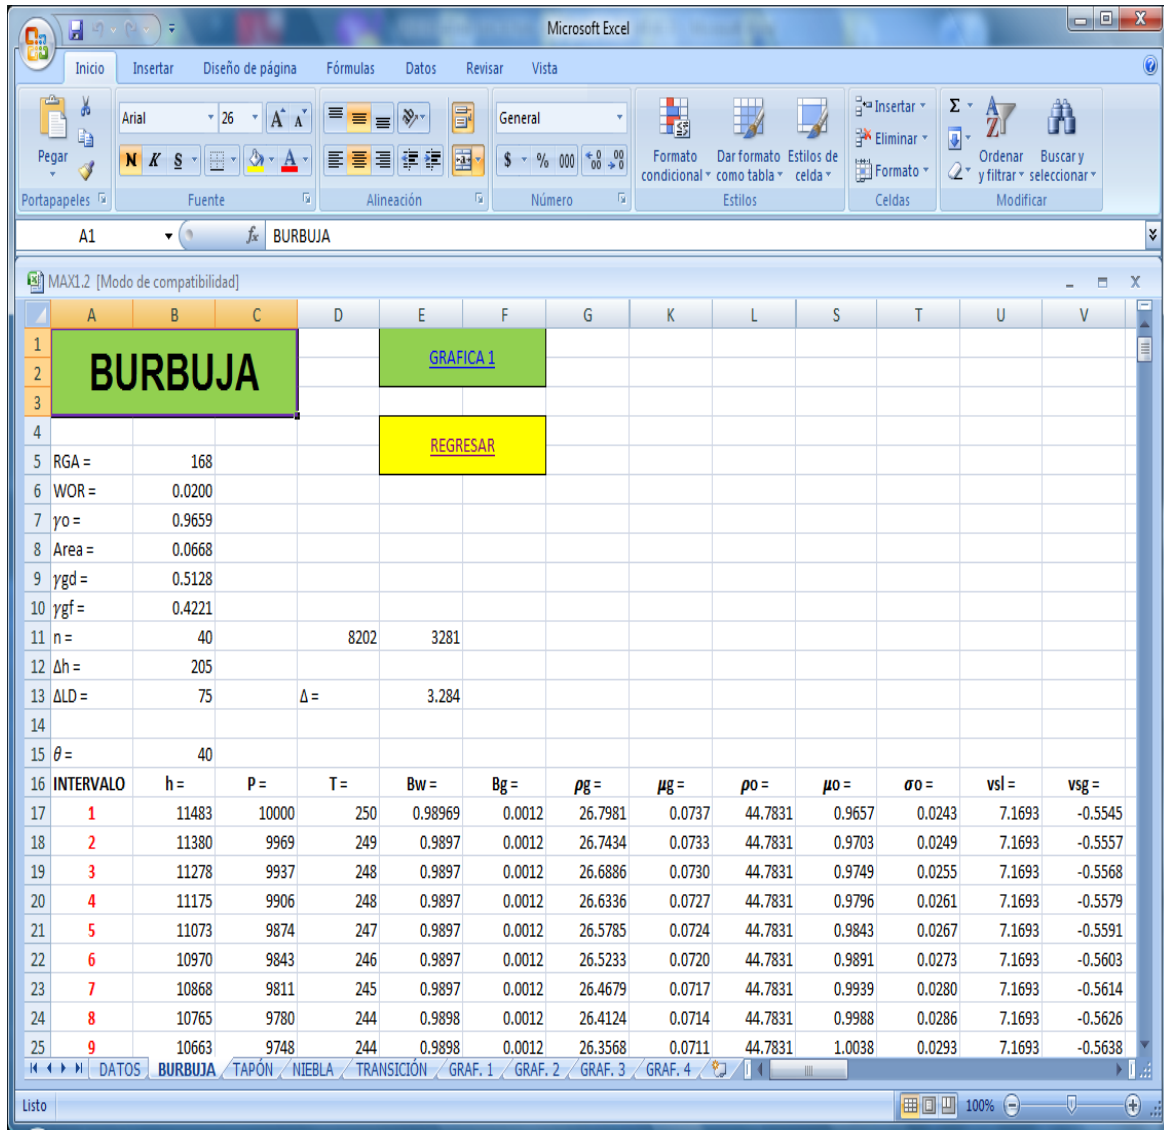 Microsoft Excel
Inicio Insertar Diseño de página Fórmulas Datos Revisar Vista
Arial 26 A A General Insertar Σ
Eliminar
Pegar N K S A $ % 000 Formato condicional Dar formato como tabla Estilos de celda Formato Ordenar y filtrar Buscar y seleccionar
Portapapeles Fuente Alineación Número Estilos Celdas Modificar
A1 fx BURBUJA
MAX1.2 [Modo de compatibilidad]
A B C D E F G K L S T U V
1 BURBUJA GRAFICA 1
2
3
4 REGRESAR
5 RGA = 168
6 WOR = 0.0200
7 γo = 0.9659
8 Area = 0.0668
9 γgd = 0.5128
10 γgf = 0.4221
11 n = 40 8202 3281
12 Δh = 205
13 ΔLD = 75 Δ = 3.284
14
15 θ = 40
16 INTERVALO h = P = T = Bw = Bg = ρg = μg = ρo = μo = σo = vsl = vsg =
17 1 11483 10000 250 0.98969 0.0012 26.7981 0.0737 44.7831 0.9657 0.0243 7.1693 -0.5545
18 2 11380 9969 249 0.9897 0.0012 26.7434 0.0733 44.7831 0.9703 0.0249 7.1693 -0.5557
19 3 11278 9937 248 0.9897 0.0012 26.6886 0.0730 44.7831 0.9749 0.0255 7.1693 -0.5568
20 4 11175 9906 248 0.9897 0.0012 26.6336 0.0727 44.7831 0.9796 0.0261 7.1693 -0.5579
21 5 11073 9874 247 0.9897 0.0012 26.5785 0.0724 44.7831 0.9843 0.0267 7.1693 -0.5591
22 6 10970 9843 246 0.9897 0.0012 26.5233 0.0720 44.7831 0.9891 0.0273 7.1693 -0.5603
23 7 10868 9811 245 0.9897 0.0012 26.4679 0.0717 44.7831 0.9939 0.0280 7.1693 -0.5614
24 8 10765 9780 244 0.9898 0.0012 26.4124 0.0714 44.7831 0.9988 0.0286 7.1693 -0.5626
25 9 10663 9748 244 0.9898 0.0012 26.3568 0.0711 44.7831 1.0038 0.0293 7.1693 -0.5638
DATOS BURBUJA TAPÓN NIEBLA TRANSICIÓN GRAF. 1 GRAF. 2 GRAF. 3 GRAF. 4
Listo 100%